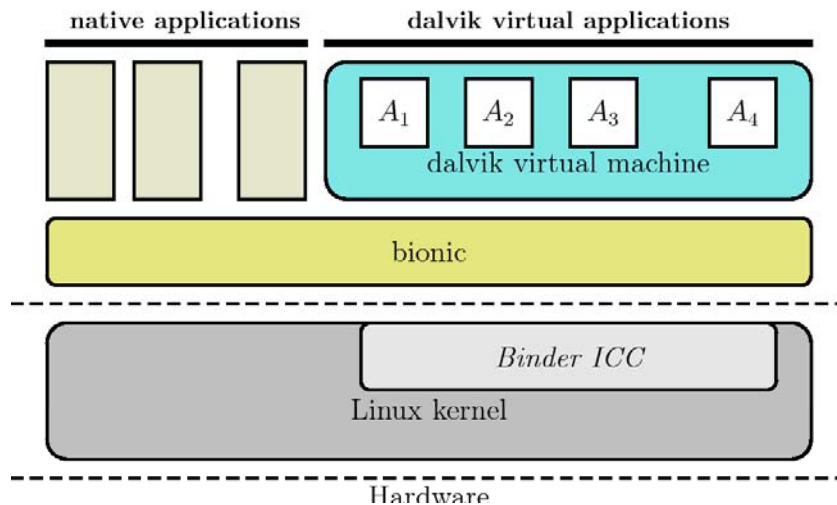 native applications dalvik virtual applications
A1 A2 A3 A4
dalvik virtual machine
bionic
Binder ICC
Linux kernel
Hardware